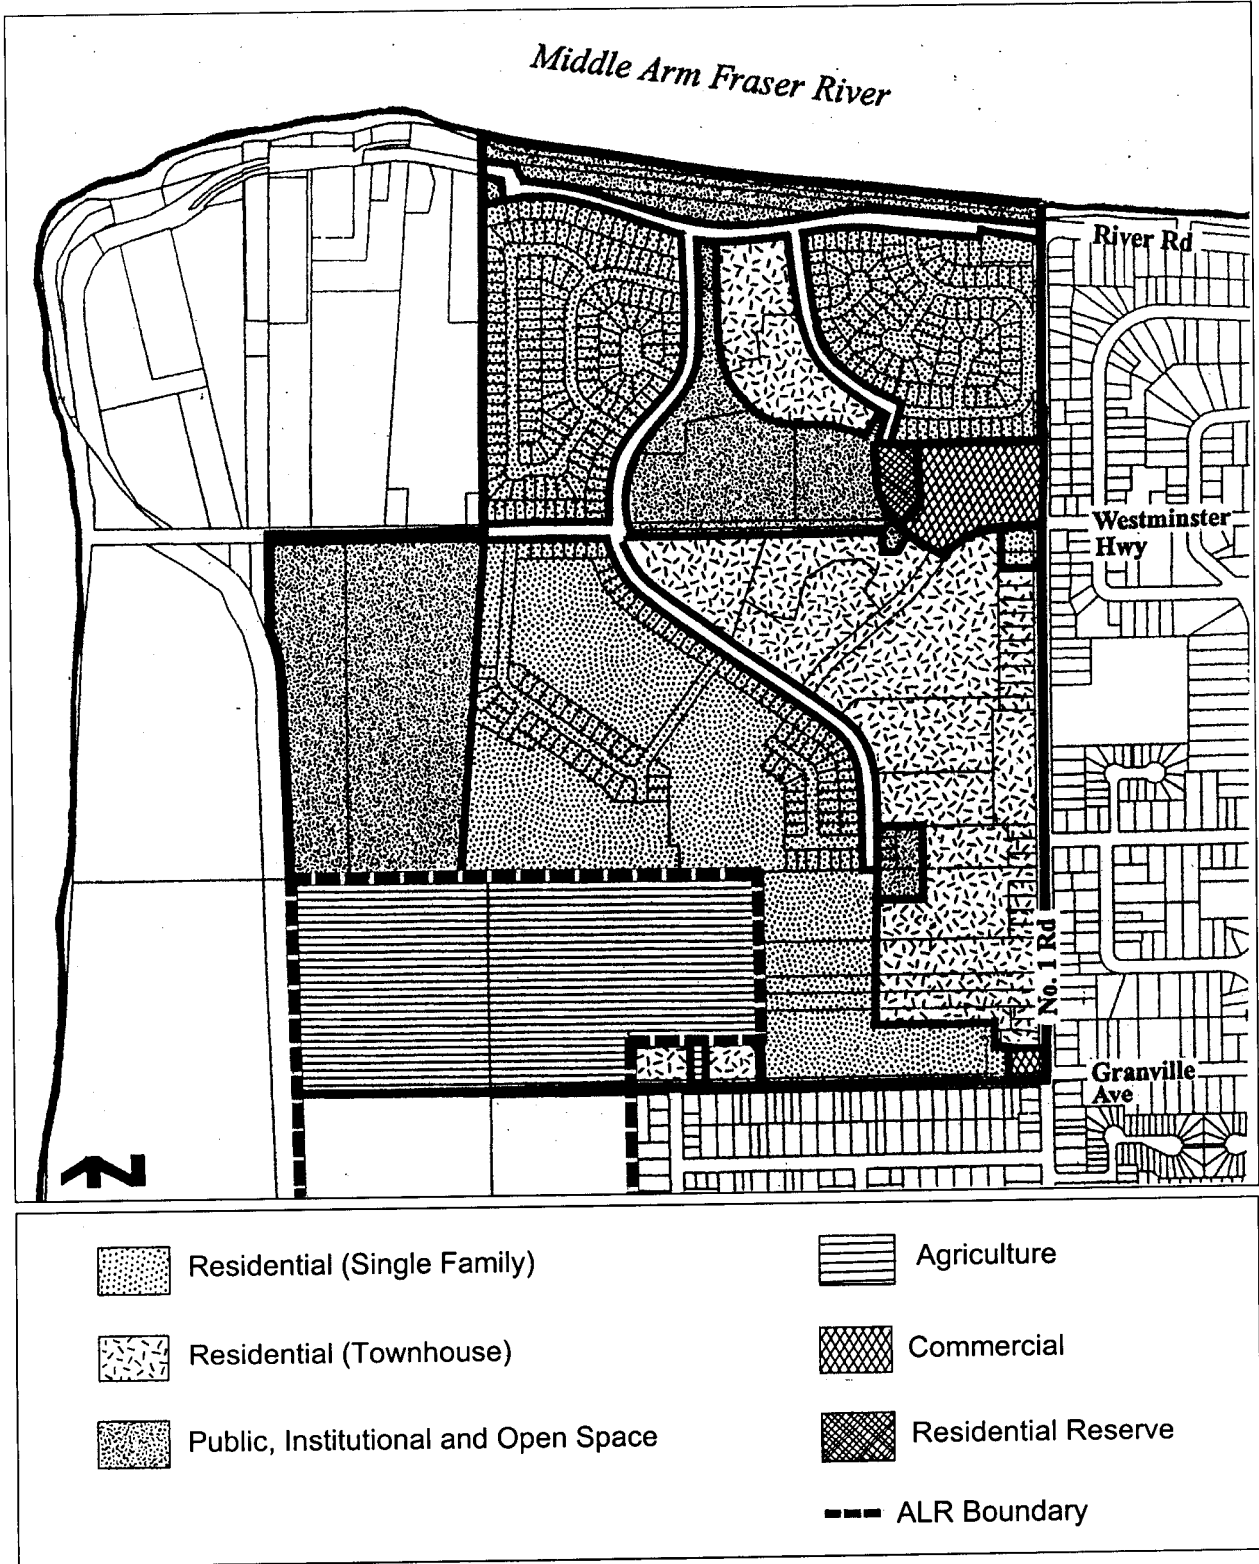 Middle Arm Fraser River
River Rd
Westminster
Hwy
No. 1 Rd
Granville
Ave
N
Residential (Single Family)
Residential (Townhouse)
Public, Institutional and Open Space
Agriculture
Commercial
Residential Reserve
ALR Boundary